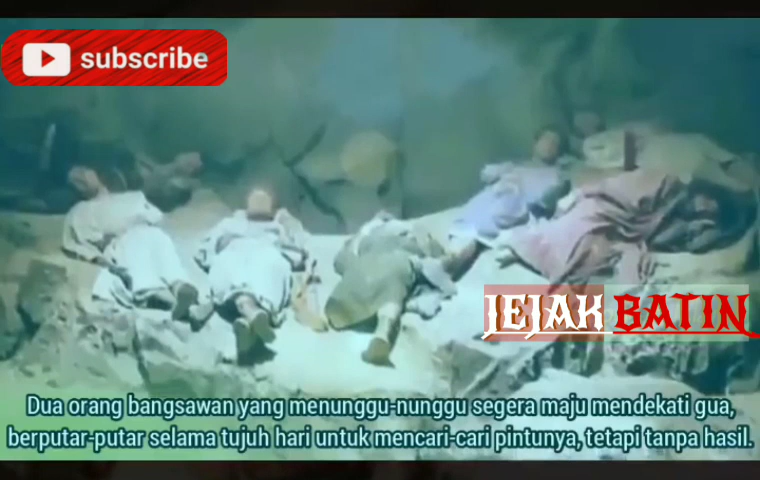 subscribe
JEJAK BATIN
Dua orang bangsawan yang menunggu-nunggu segera maju mendekati gua,
berputar-putar selama tujuh hari untuk mencari-cari pintunya, tetapi tanpa hasil.